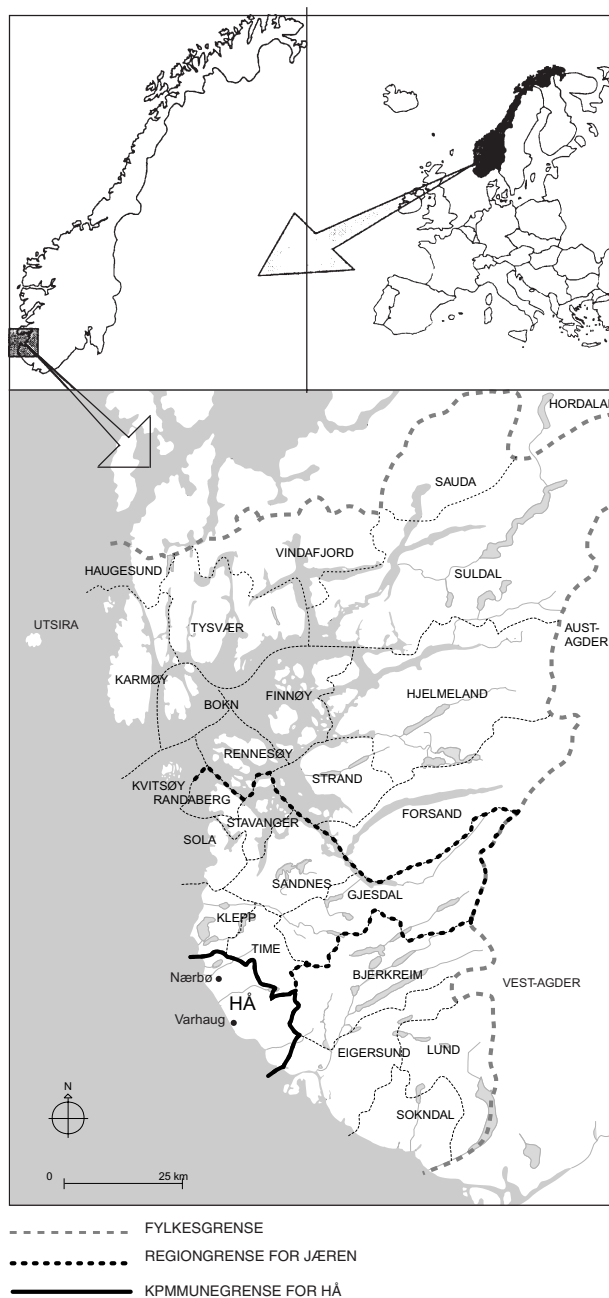 HORDALAN
SAUDA
VINDAFJORD
HAUGESUND
SULDAL
UTSIRA
TYSVÆR
AUST-
AGDER
KARMØY
FINNØY
HJELMELAND
BOKN
RENNESØY
STRAND
KVITSØY
RANDABERG
FORSAND
STAVANGER
SOLA
SANDNES
GJESDAL
KLEPP
TIME
BJERKREIM
Nærbø
VEST-AGDER
HÅ
Varhaug
EIGERSUND
LUND
SOKNDAL
N
0 25 km
FYLKESGRENSE
REGIONGRENSE FOR JÆREN
KPMMUNEGRENSE FOR HÅ